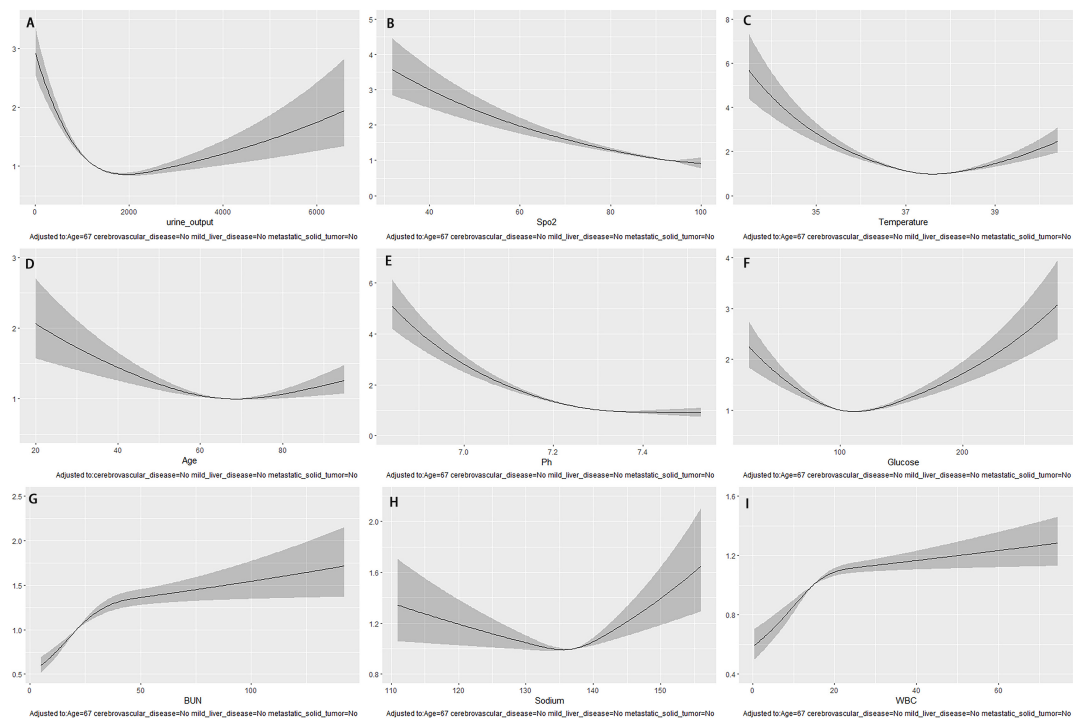 A
3
2
1
0
2000
4000
6000
urine_output
Adjusted to:Age=67 cerebrovascular_disease=No mild_liver_disease=No metastatic_solid_tumor=No
B
5
4
3
2
1
0
40
60
80
100
Spo2
Adjusted to:Age=67 cerebrovascular_disease=No mild_liver_disease=No metastatic_solid_tumor=No
C
8
6
4
2
0
35
37
39
Temperature
Adjusted to:Age=67 cerebrovascular_disease=No mild_liver_disease=No metastatic_solid_tumor=No
D
3
2
1
20
40
60
80
Age
Adjusted to:cerebrovascular_disease=No mild_liver_disease=No metastatic_solid_tumor=No
E
6
4
2
0
7.0
7.2
7.4
Ph
Adjusted to:Age=67 cerebrovascular_disease=No mild_liver_disease=No metastatic_solid_tumor=No
F
4
3
2
1
100
200
Glucose
Adjusted to:Age=67 cerebrovascular_disease=No mild_liver_disease=No metastatic_solid_tumor=No
G
2.5
2.0
1.5
1.0
0.5
0
50
100
BUN
Adjusted to:Age=67 cerebrovascular_disease=No mild_liver_disease=No metastatic_solid_tumor=No
H
2.0
1.6
1.2
0.8
110
120
130
140
150
Sodium
Adjusted to:Age=67 cerebrovascular_disease=No mild_liver_disease=No metastatic_solid_tumor=No
I
1.6
1.2
0.8
0.4
0
20
40
60
WBC
Adjusted to:Age=67 cerebrovascular_disease=No mild_liver_disease=No metastatic_solid_tumor=No